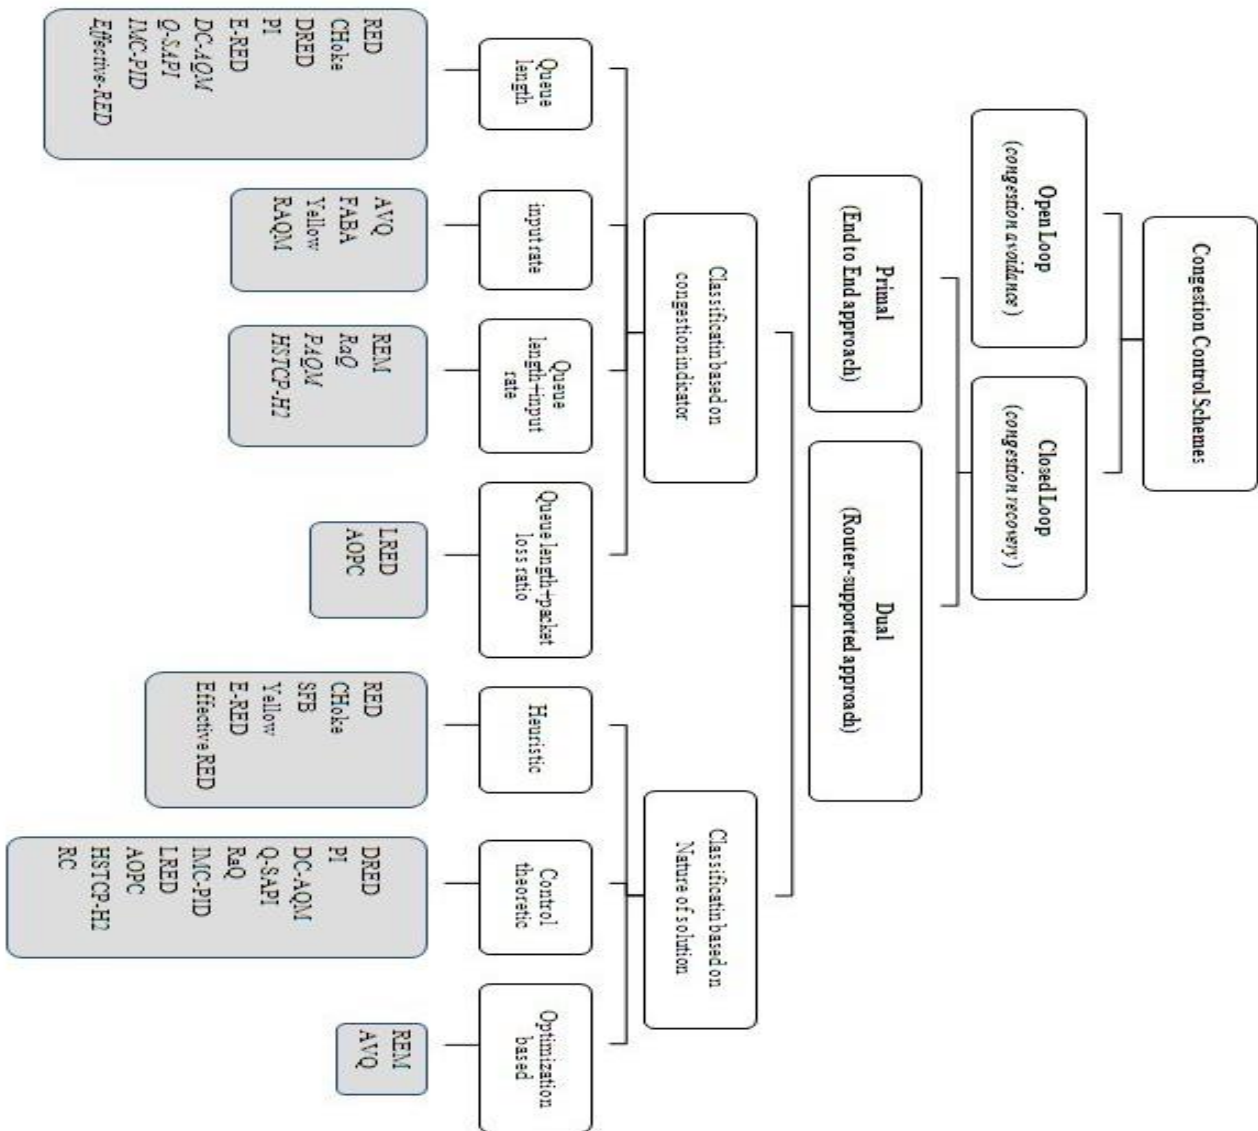 Congestion Control Schemes
Open Loop
(congestion avoidance)
Closed Loop
(congestion recovery)
Primal
(End to End approach)
Dual
(Router-supported approach)
Classificatin based on
congestion indicator
Classificatin based on
Nature of solution
Queue
length
input rate
Queue
length+input
rate
Queue length+packet
loss ratio
Heuristic
Control
theoretic
Optimization
based
RED
CHoke
DRED
PI
E-RED
DC-AQM
Q-SAPI
IMC-PID
Effective-RED
AVQ
FABA
Yellow
RAQM
REM
RaQ
PAQM
HSTCP-H2
LRED
AOPC
RED
CHoke
SFB
Yellow
E-RED
Effective RED
DRED
PI
DC-AQM
Q-SAPI
RaQ
IMC-PID
LRED
AOPC
HSTCP-H2
RC
REM
AVQ